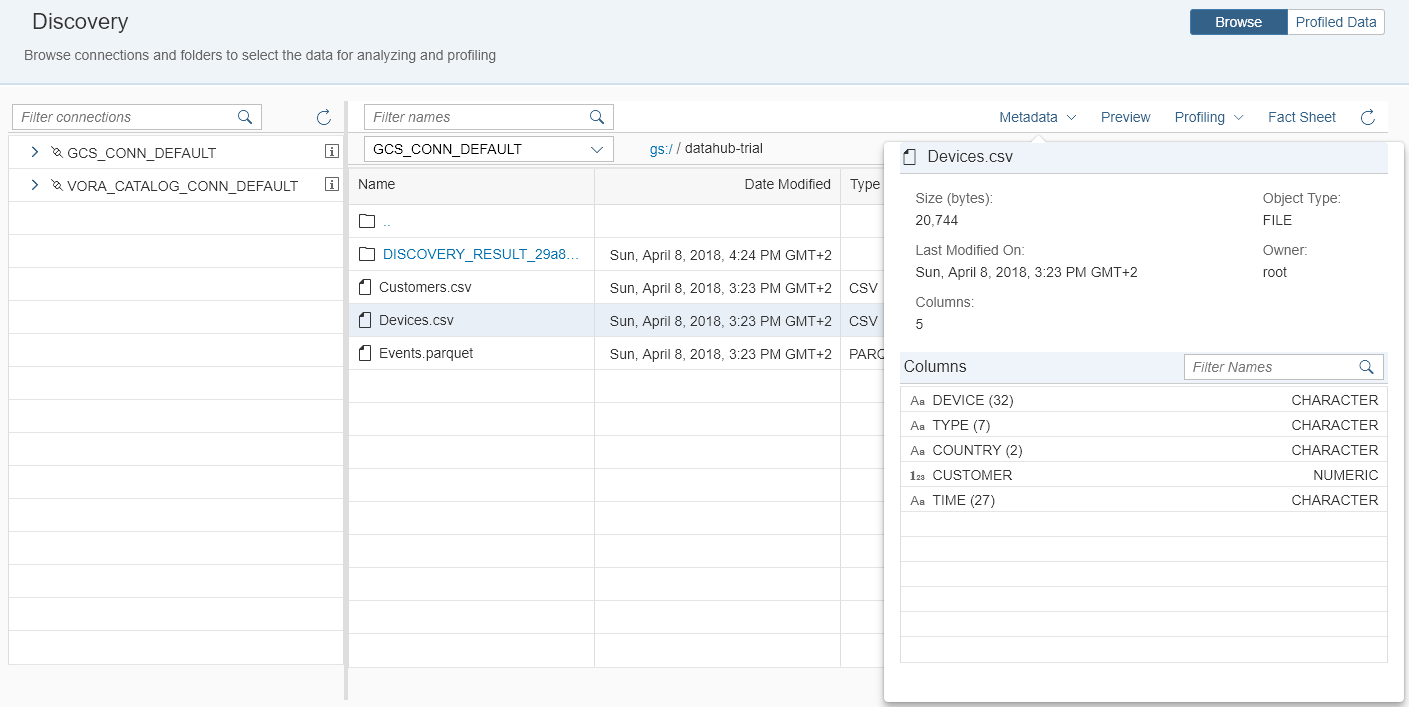 Discovery
Browse Profiled Data
Browse connections and folders to select the data for analyzing and profiling
Filter connections
GCS_CONN_DEFAULT
VORA_CATALOG_CONN_DEFAULT
Filter names
Metadata Preview Profiling Fact Sheet
GCS_CONN_DEFAULT gs:/ / datahub-trial
Name Date Modified Type
..
DISCOVERY_RESULT_29a8... Sun, April 8, 2018, 4:24 PM GMT+2
Customers.csv Sun, April 8, 2018, 3:23 PM GMT+2 CSV
Devices.csv Sun, April 8, 2018, 3:23 PM GMT+2 CSV
Events.parquet Sun, April 8, 2018, 3:23 PM GMT+2 PARQ
Devices.csv
Size (bytes): Object Type:
20,744 FILE
Last Modified On: Owner:
Sun, April 8, 2018, 3:23 PM GMT+2 root
Columns:
5
Columns Filter Names
Aa DEVICE (32) CHARACTER
Aa TYPE (7) CHARACTER
Aa COUNTRY (2) CHARACTER
123 CUSTOMER NUMERIC
Aa TIME (27) CHARACTER